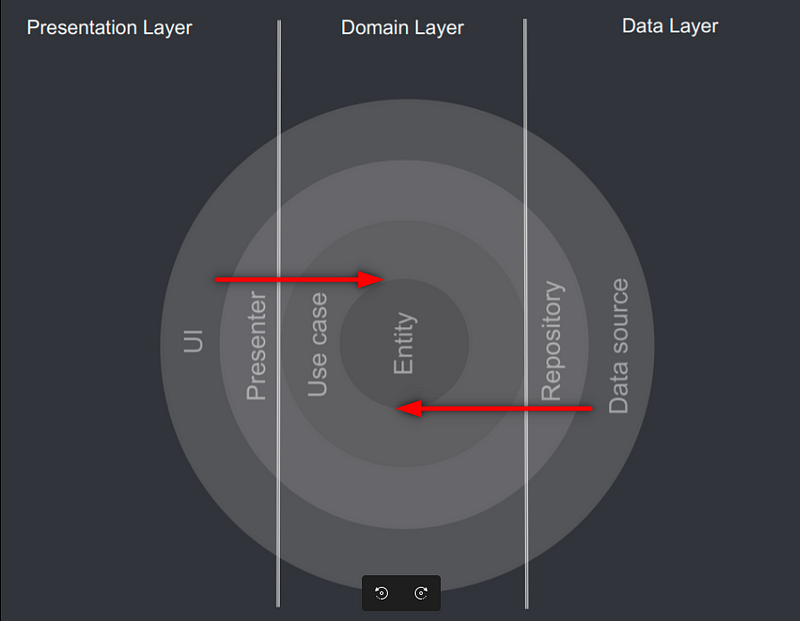 Presentation Layer
Domain Layer
Data Layer
UI
Presenter
Use case
Entity
Repository
Data source